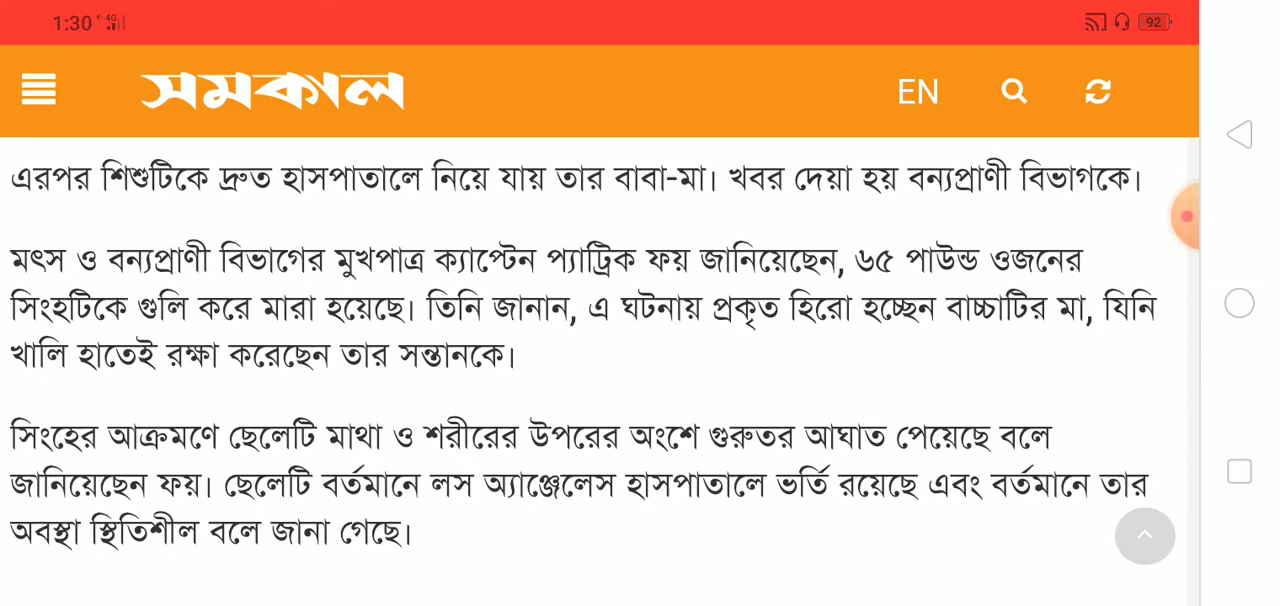 1:30 4G 92
সমকাল EN
এরপর শিশুটিকে দ্রুত হাসপাতালে নিয়ে যায় তার বাবা-মা। খবর দেয়া হয় বন্যপ্রাণী বিভাগকে।
মৎস ও বন্যপ্রাণী বিভাগের মুখপাত্র ক্যাপ্টেন প্যাট্রিক ফয় জানিয়েছেন, ৬৫ পাউন্ড ওজনের
সিংহটিকে গুলি করে মারা হয়েছে। তিনি জানান, এ ঘটনায় প্রকৃত হিরো হচ্ছেন বাচ্চাটির মা, যিনি
খালি হাতেই রক্ষা করেছেন তার সন্তানকে।
সিংহের আক্রমণে ছেলেটি মাথা ও শরীরের উপরের অংশে গুরুতর আঘাত পেয়েছে বলে
জানিয়েছেন ফয়। ছেলেটি বর্তমানে লস অ্যাঞ্জেলেস হাসপাতালে ভর্তি রয়েছে এবং বর্তমানে তার
অবস্থা স্থিতিশীল বলে জানা গেছে।